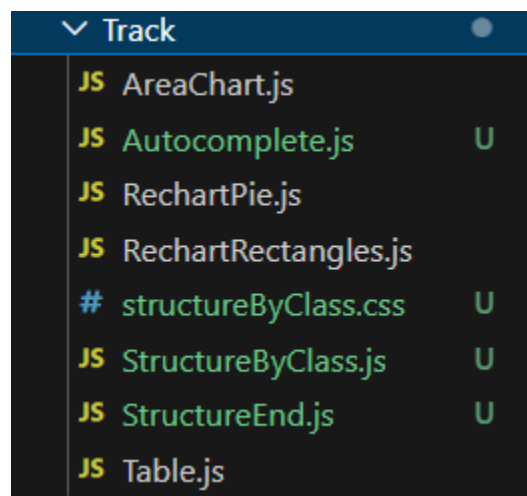 Track
JS AreaChart.js
JS Autocomplete.js U
JS RechartPie.js
JS RechartRectangles.js
# structureByClass.css U
JS StructureByClass.js U
JS StructureEnd.js U
JS Table.js